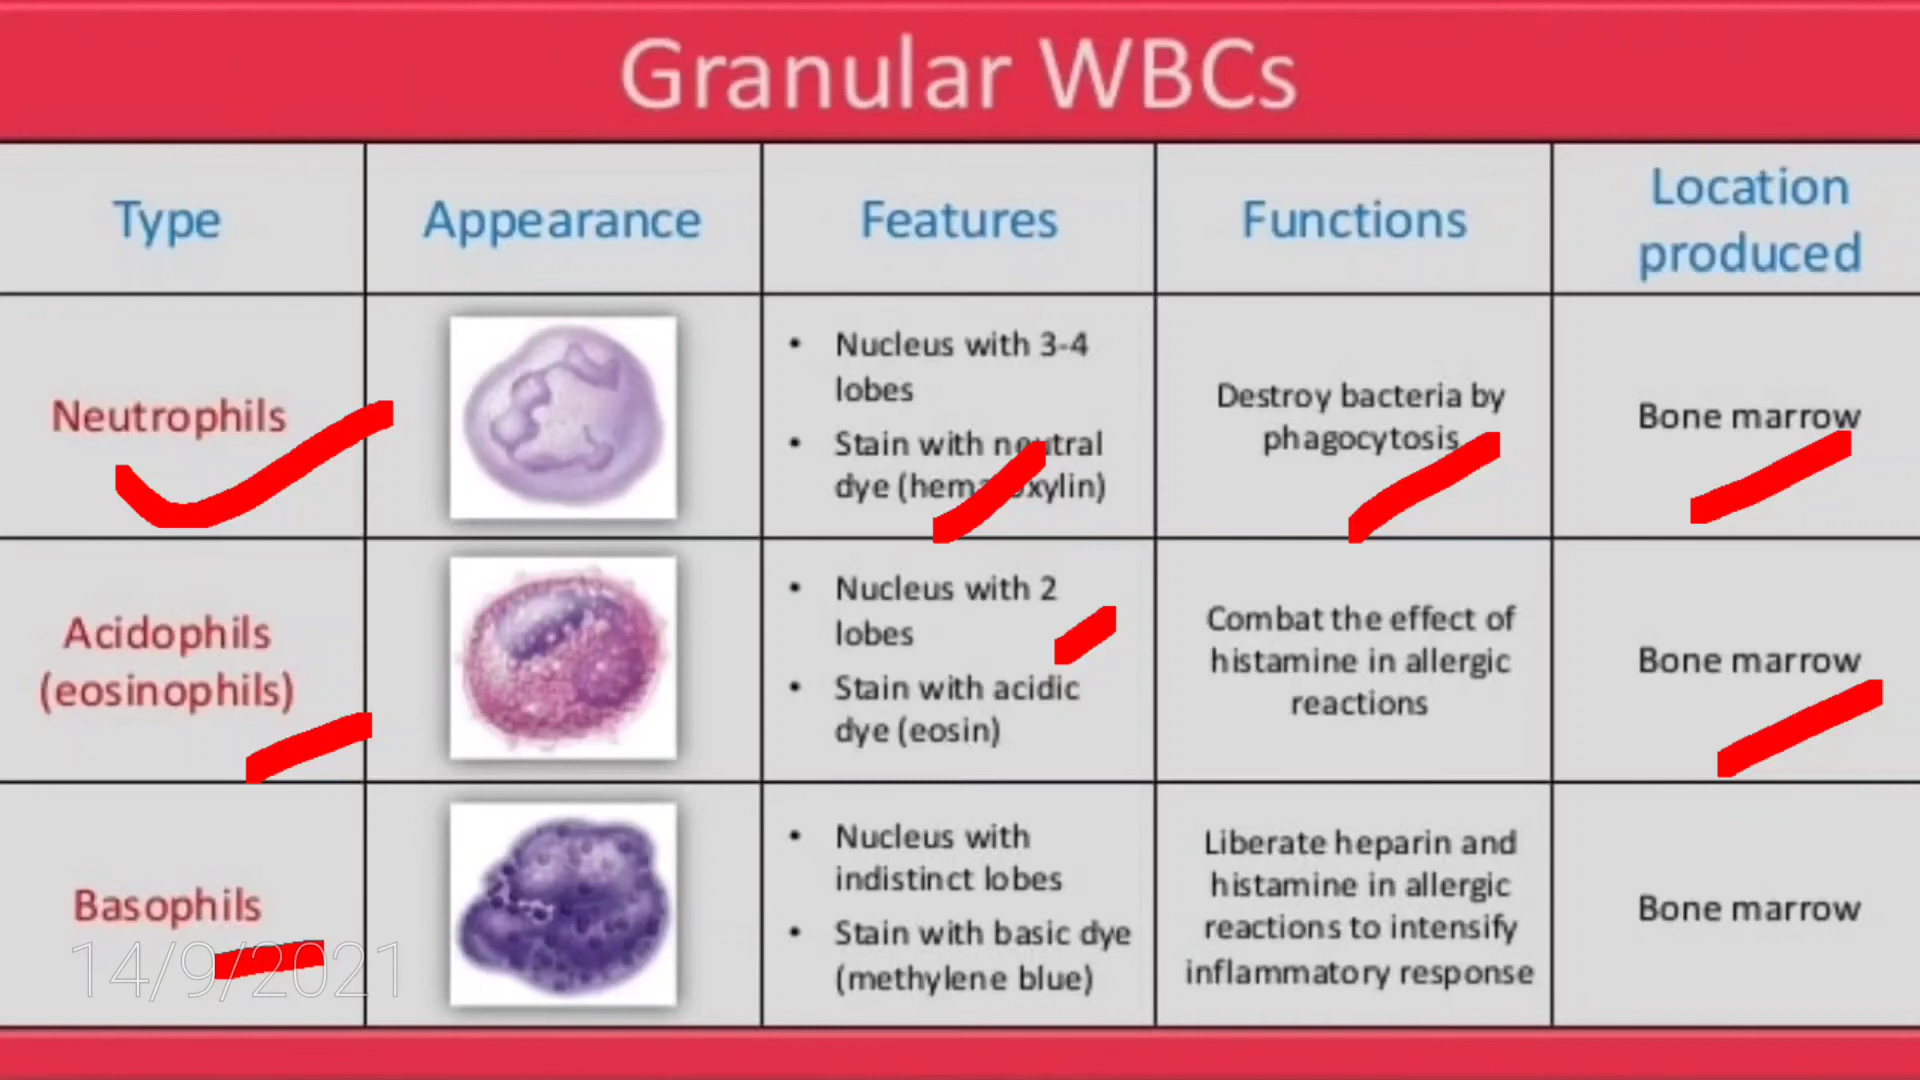 Granular WBCs
Type
Appearance
Features
Functions
Location
produced
Neutrophils
• Nucleus with 3-4
lobes
• Stain with neutral
dye (hematoxylin)
Destroy bacteria by
phagocytosis
Bone marrow
Acidophils
(eosinophils)
• Nucleus with 2
lobes
• Stain with acidic
dye (eosin)
Combat the effect of
histamine in allergic
reactions
Bone marrow
Basophils
• Nucleus with
indistinct lobes
• Stain with basic dye
(methylene blue)
Liberate heparin and
histamine in allergic
reactions to intensify
inflammatory response
Bone marrow
14/9/2021